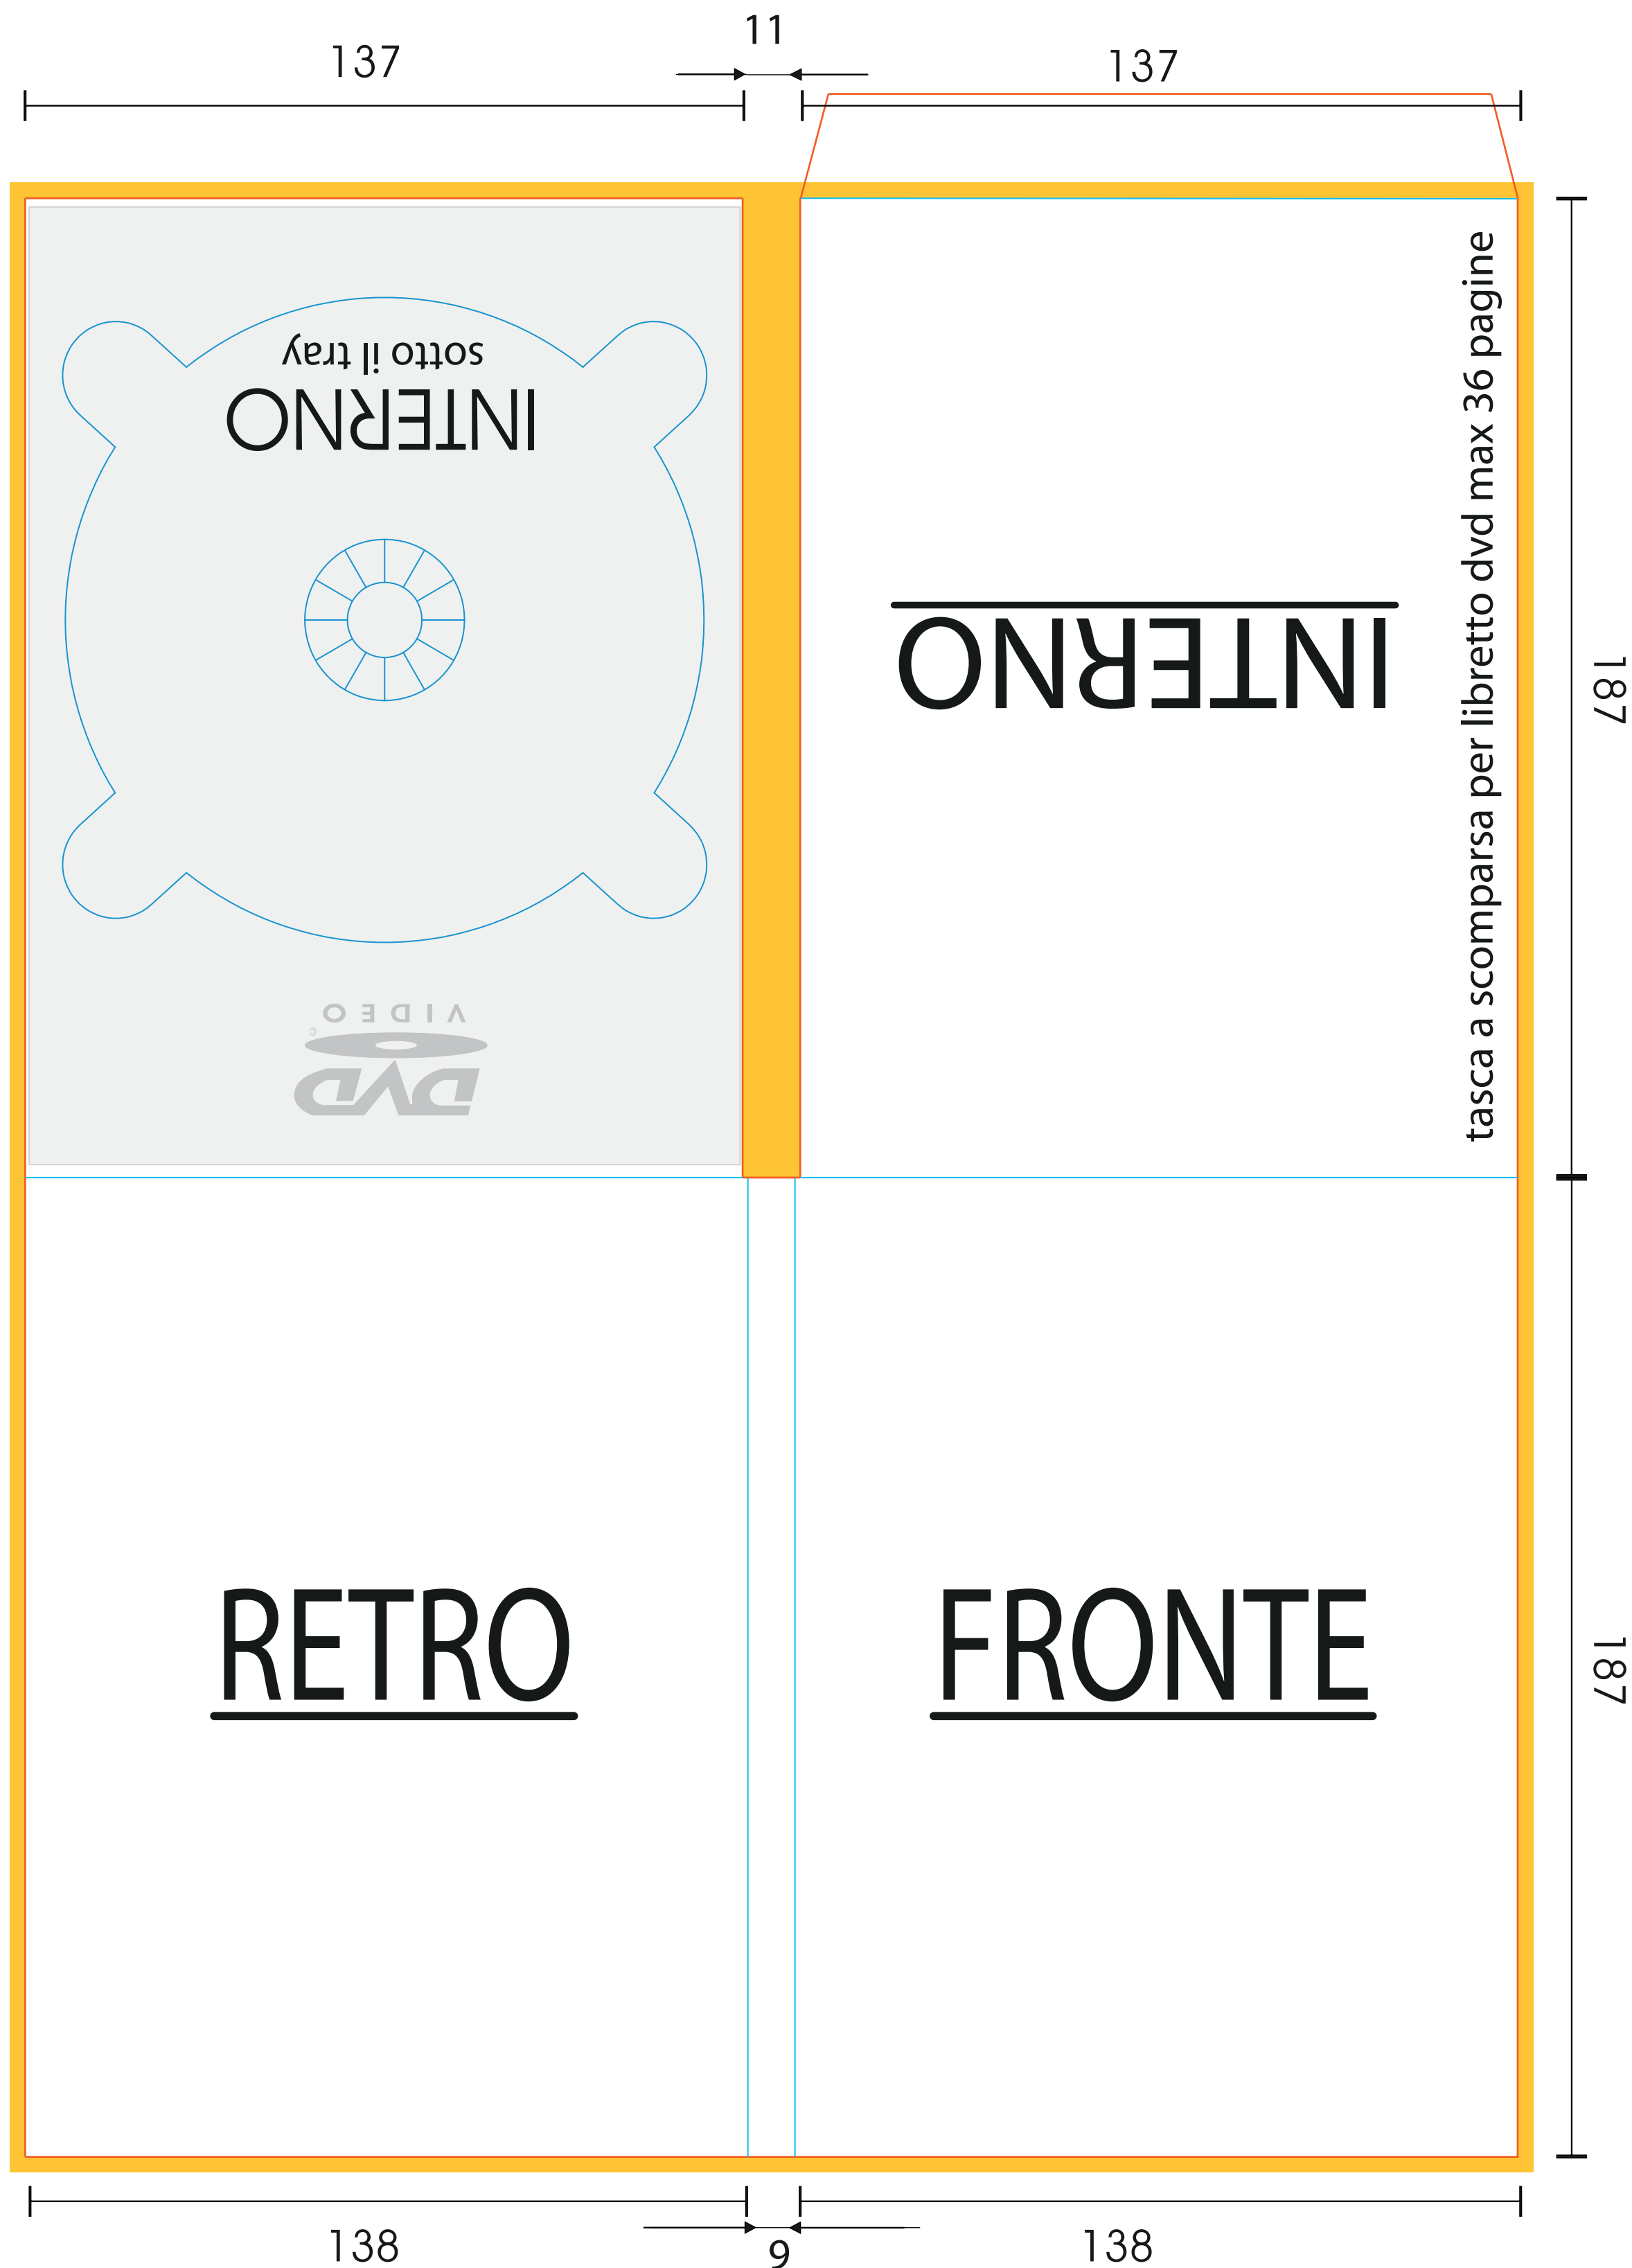 11
137
137
sotto il tray
INTERNO
tasca a scomparsa per libretto dvd max 36 pagine
INTERNO
187
VIDEO
DVD
RETRO
FRONTE
187
138
9
138